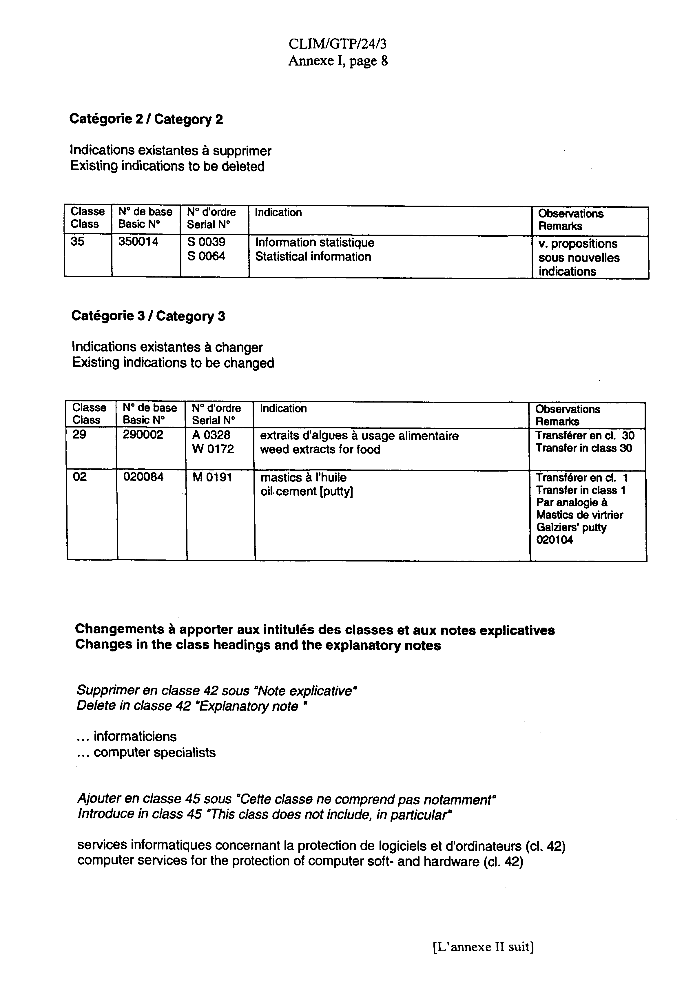 CLIM/GTP/24/3
Annexe I, page 8
Catégorie 2 / Category 2
Indications existantes à supprimer
Existing indications to be deleted
Classe N° de base N° d'ordre Indication Observations
Class Basic N° Serial N° Remarks
35 350014 S 0039 Information statistique v. propositions
S 0064 Statistical information sous nouvelles
indications
Catégorie 3 / Category 3
Indications existantes à changer
Existing indications to be changed
Classe N° de base N° d'ordre Indication Observations
Class Basic N° Serial N° Remarks
29 290002 A 0328 extraits d'algues à usage alimentaire Transférer en cl. 30
W 0172 weed extracts for food Transfer in class 30
02 020084 M 0191 mastics à l'huile Transférer en cl. 1
oil cement [putty] Transfer in class 1
Par analogie à
Mastics de virtrier
Galziers' putty
020104
Changements à apporter aux intitulés des classes et aux notes explicatives
Changes in the class headings and the explanatory notes
Supprimer en classe 42 sous "Note explicative"
Delete in classe 42 "Explanatory note "
... informaticiens
... computer specialists
Ajouter en classe 45 sous "Cette classe ne comprend pas notamment"
Introduce in class 45 "This class does not include, in particular"
services informatiques concernant la protection de logiciels et d'ordinateurs (cl. 42)
computer services for the protection of computer soft- and hardware (cl. 42)
[L'annexe II suit]